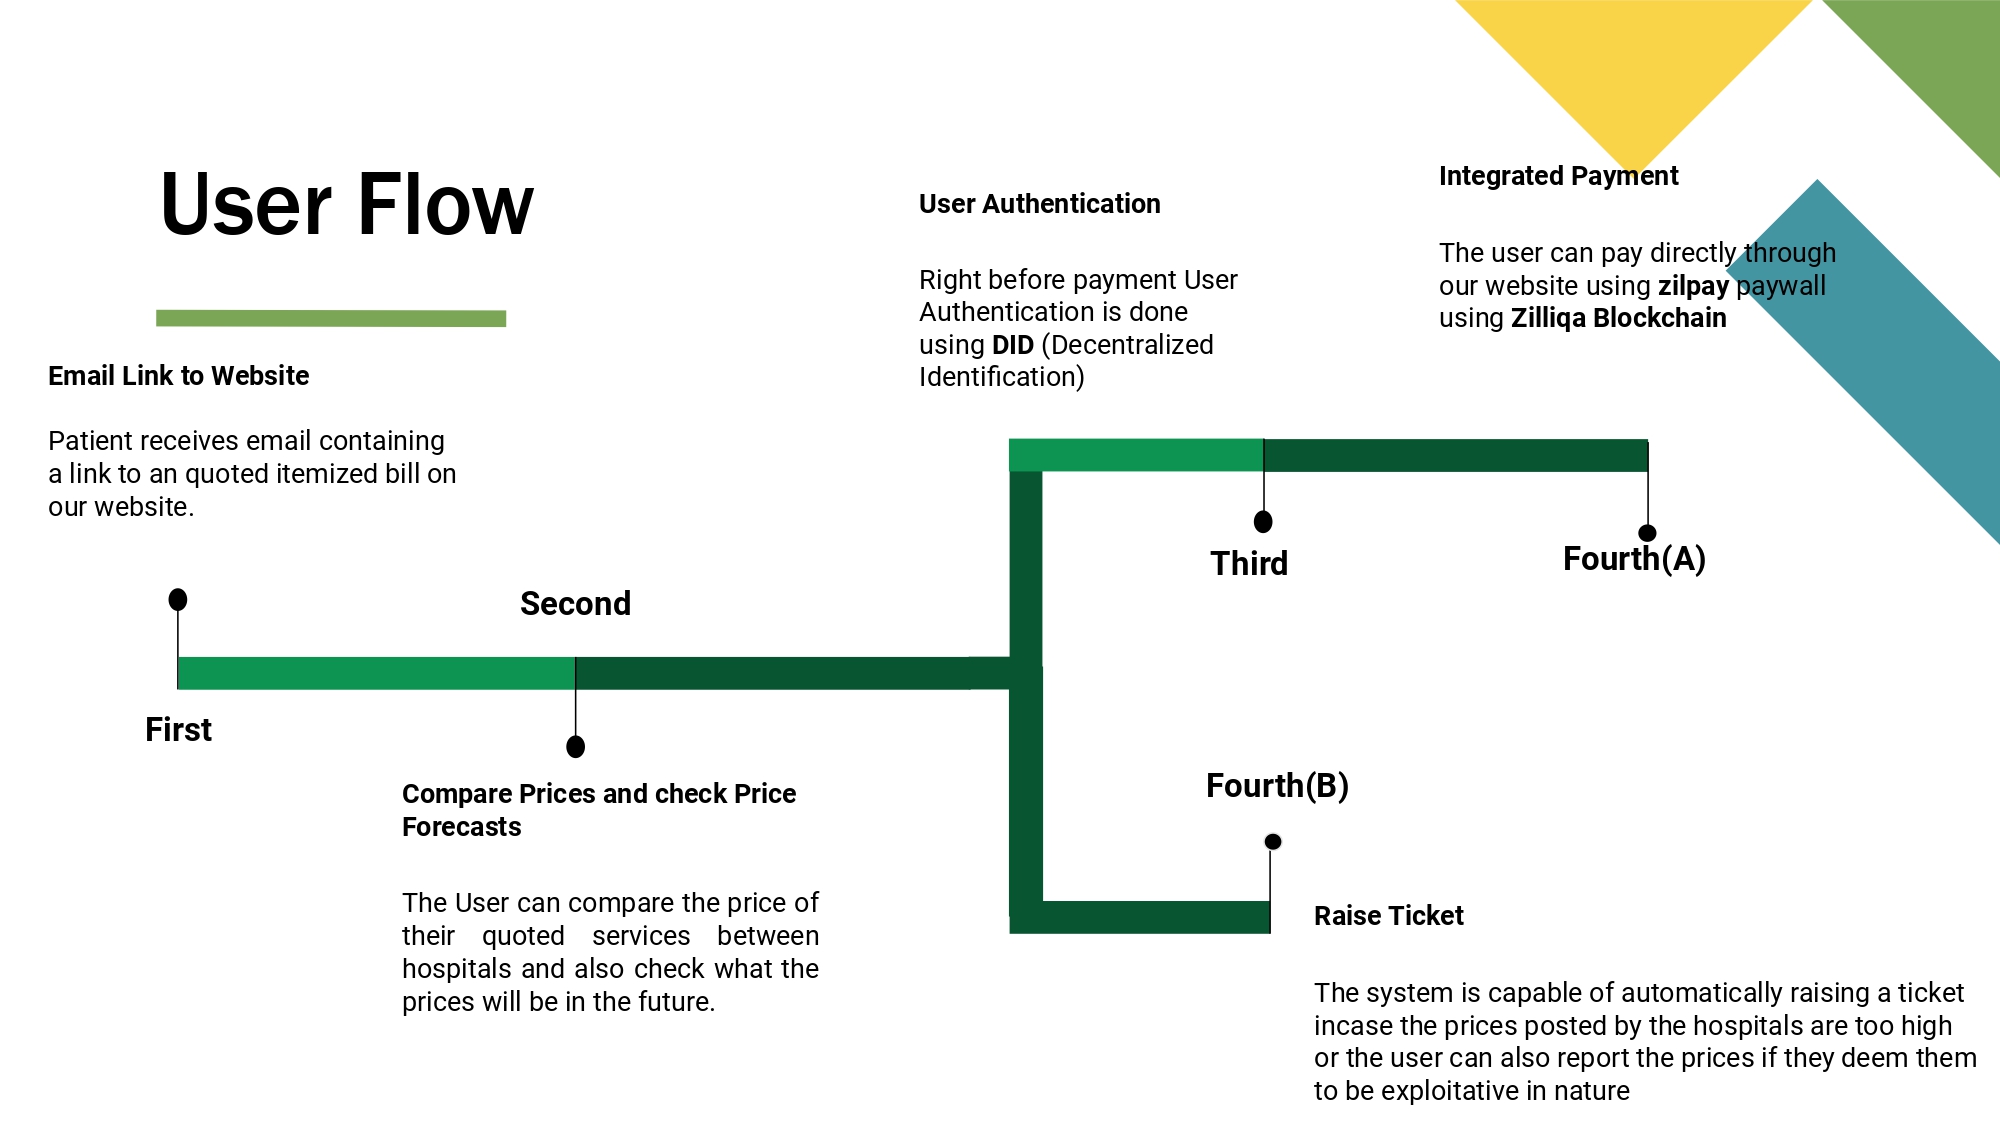 User Flow
Email Link to Website
Patient receives email containing
a link to an quoted itemized bill on
our website.
First
Second
Compare Prices and check Price
Forecasts
The User can compare the price of
their quoted services between
hospitals and also check what the
prices will be in the future.
User Authentication
Right before payment User
Authentication is done
using DID (Decentralized
Identification)
Third
Integrated Payment
The user can pay directly through
our website using zilpay paywall
using Zilliqa Blockchain
Fourth(A)
Fourth(B)
Raise Ticket
The system is capable of automatically raising a ticket
incase the prices posted by the hospitals are too high
or the user can also report the prices if they deem them
to be exploitative in nature